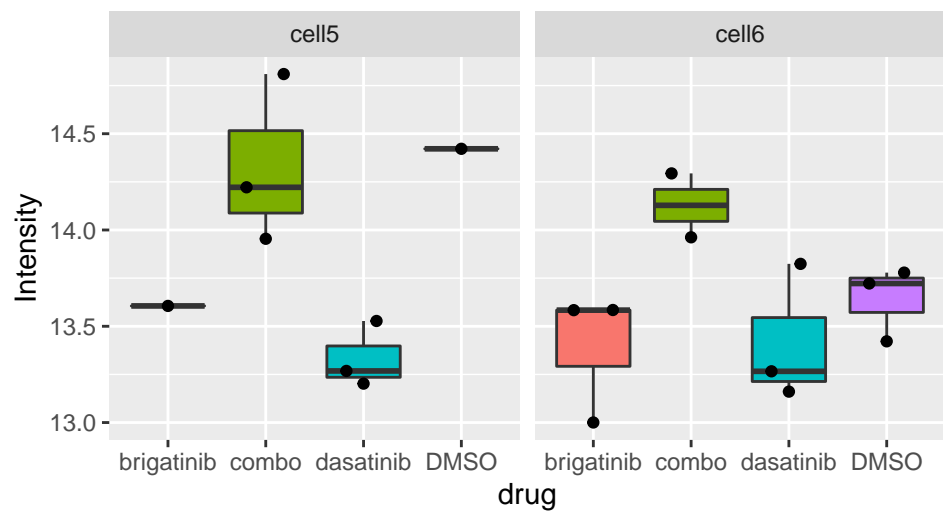 cell5 cell6
Intensity
14.5
14.0
13.5
13.0
brigatinib combo dasatinib DMSO brigatinib combo dasatinib DMSO
drug